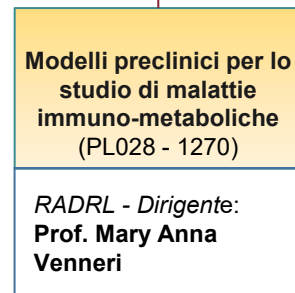 Modelli preclinici per lo
studio di malattie
immuno-metaboliche
(PL028 - 1270)
RADRL - Dirigente:
Prof. Mary Anna
Venneri